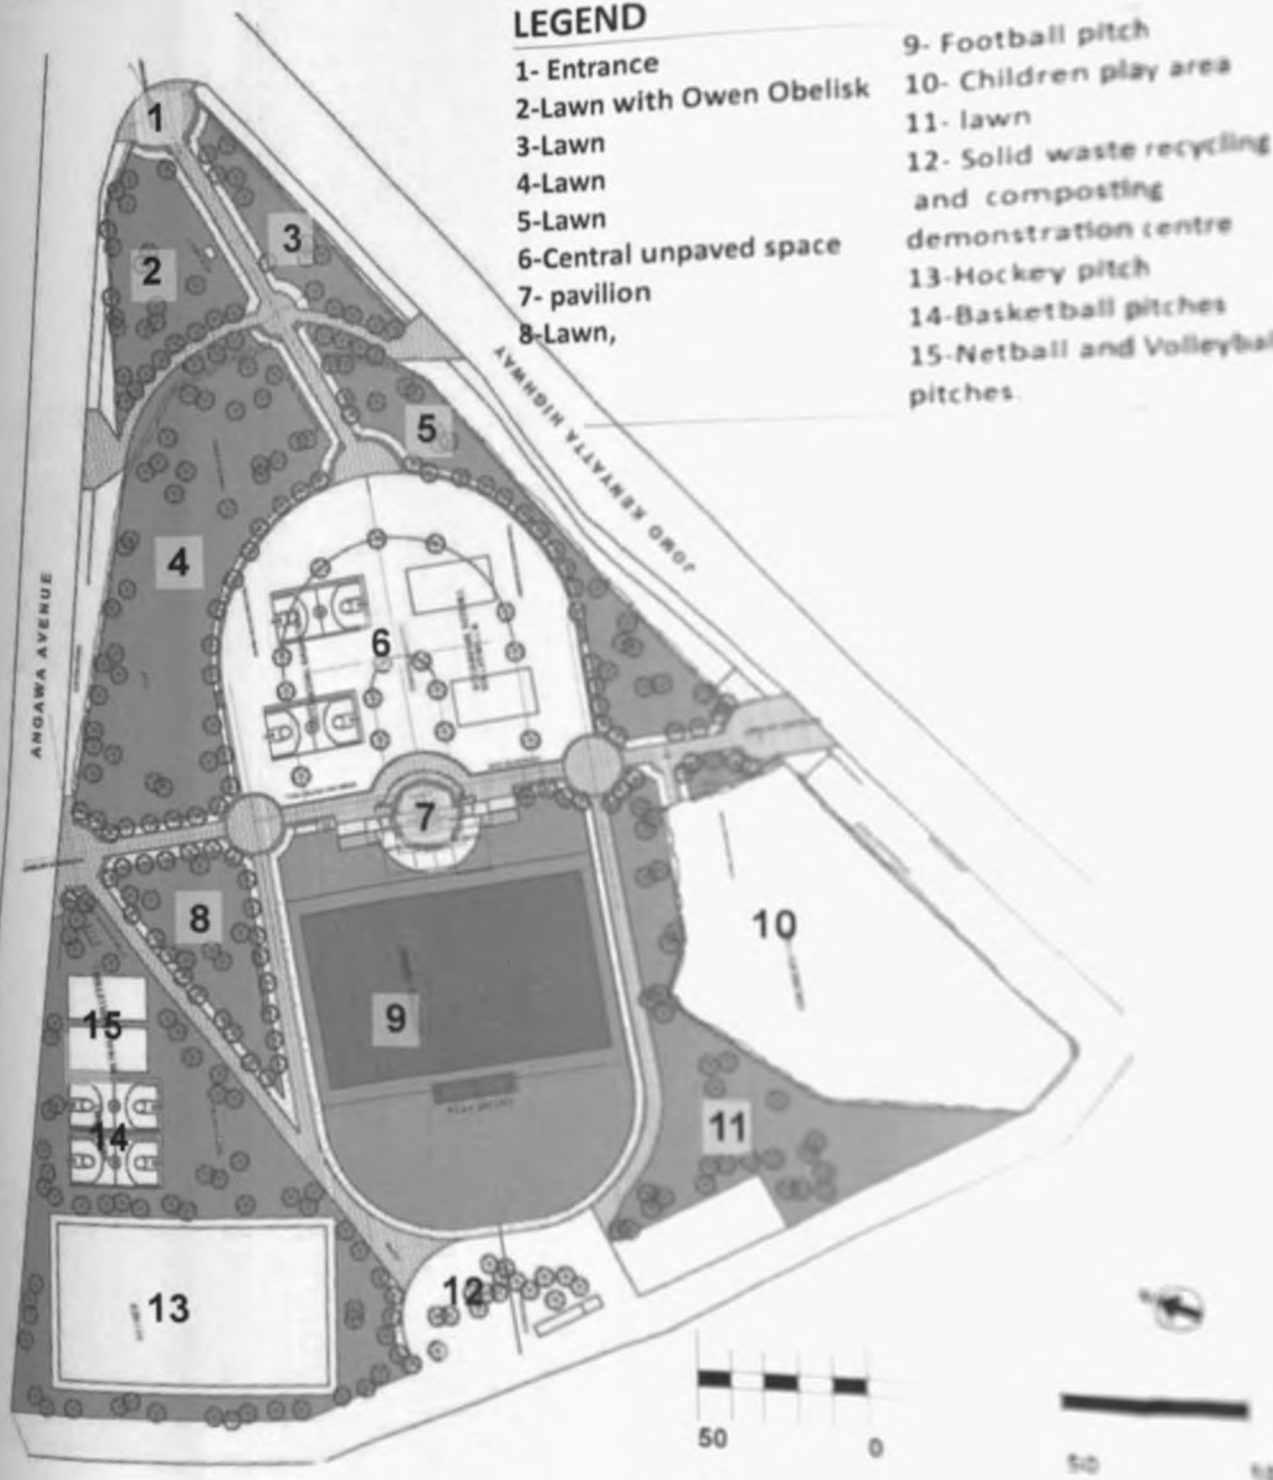 LEGEND
1- Entrance
2-Lawn with Owen Obelisk
3-Lawn
4-Lawn
5-Lawn
6-Central unpaved space
7- pavilion
8-Lawn,
9- Football pitch
10- Children play area
11- lawn
12- Solid waste recycling
and composting
demonstration centre
13-Hockey pitch
14-Basketball pitches
15-Netball and Volleybal
pitches.
1
2
3
4
5
6
7
8
9
10
11
12
13
14
15
JOMO KENYATTA HIGHWAY
ANGAWA AVENUE
50
0
50